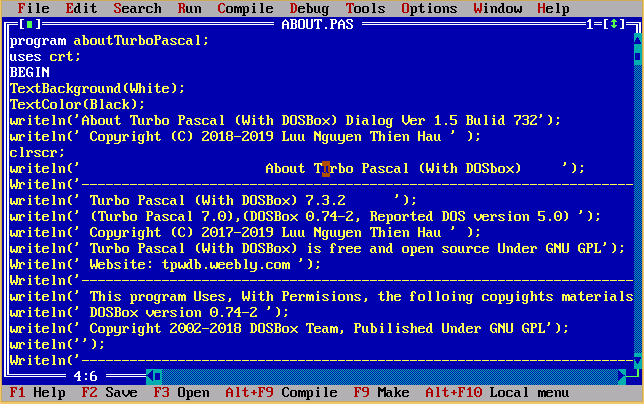 File Edit Search Run Compile Debug Tools Options Window Help
ABOUT.PAS 1
program aboutTurboPascal;
uses crt;
BEGIN
TextBackground(White);
TextColor(Black);
writeln('About Turbo Pascal (With DOSBox) Dialog Ver 1.5 Bulid 732');
writeln(' Copyright (C) 2018-2019 Luu Nguyen Thien Hau ' );
clrscr;
writeln('                       About Turbo Pascal (With DOSbox)     ');
Writeln('---------------------------------------------------------------------
writeln(' Turbo Pascal (With DOSBox) 7.3.2      ');
writeln(' (Turbo Pascal 7.0),(DOSBox 0.74-2, Reported DOS version 5.0) ');
writeln(' Copyright (C) 2017-2019 Luu Nguyen Thien Hau ' );
writeln(' Turbo Pascal (With DOSBox) is free and open source Under GNU GPL');
Writeln(' Website: tpwdb.weebly.com ');
Writeln('---------------------------------------------------------------------
Writeln(' This program Uses, With Permisions, the folloing copyights materials
Writeln(' DOSBox version 0.74-2 ');
Writeln(' Copyright 2002-2018 DOSBox Team, Pubilished Under GNU GPL');
writeln('');
Writeln('---------------------------------------------------------------------
4:6
F1 Help F2 Save F3 Open Alt+F9 Compile F9 Make Alt+F10 Local menu